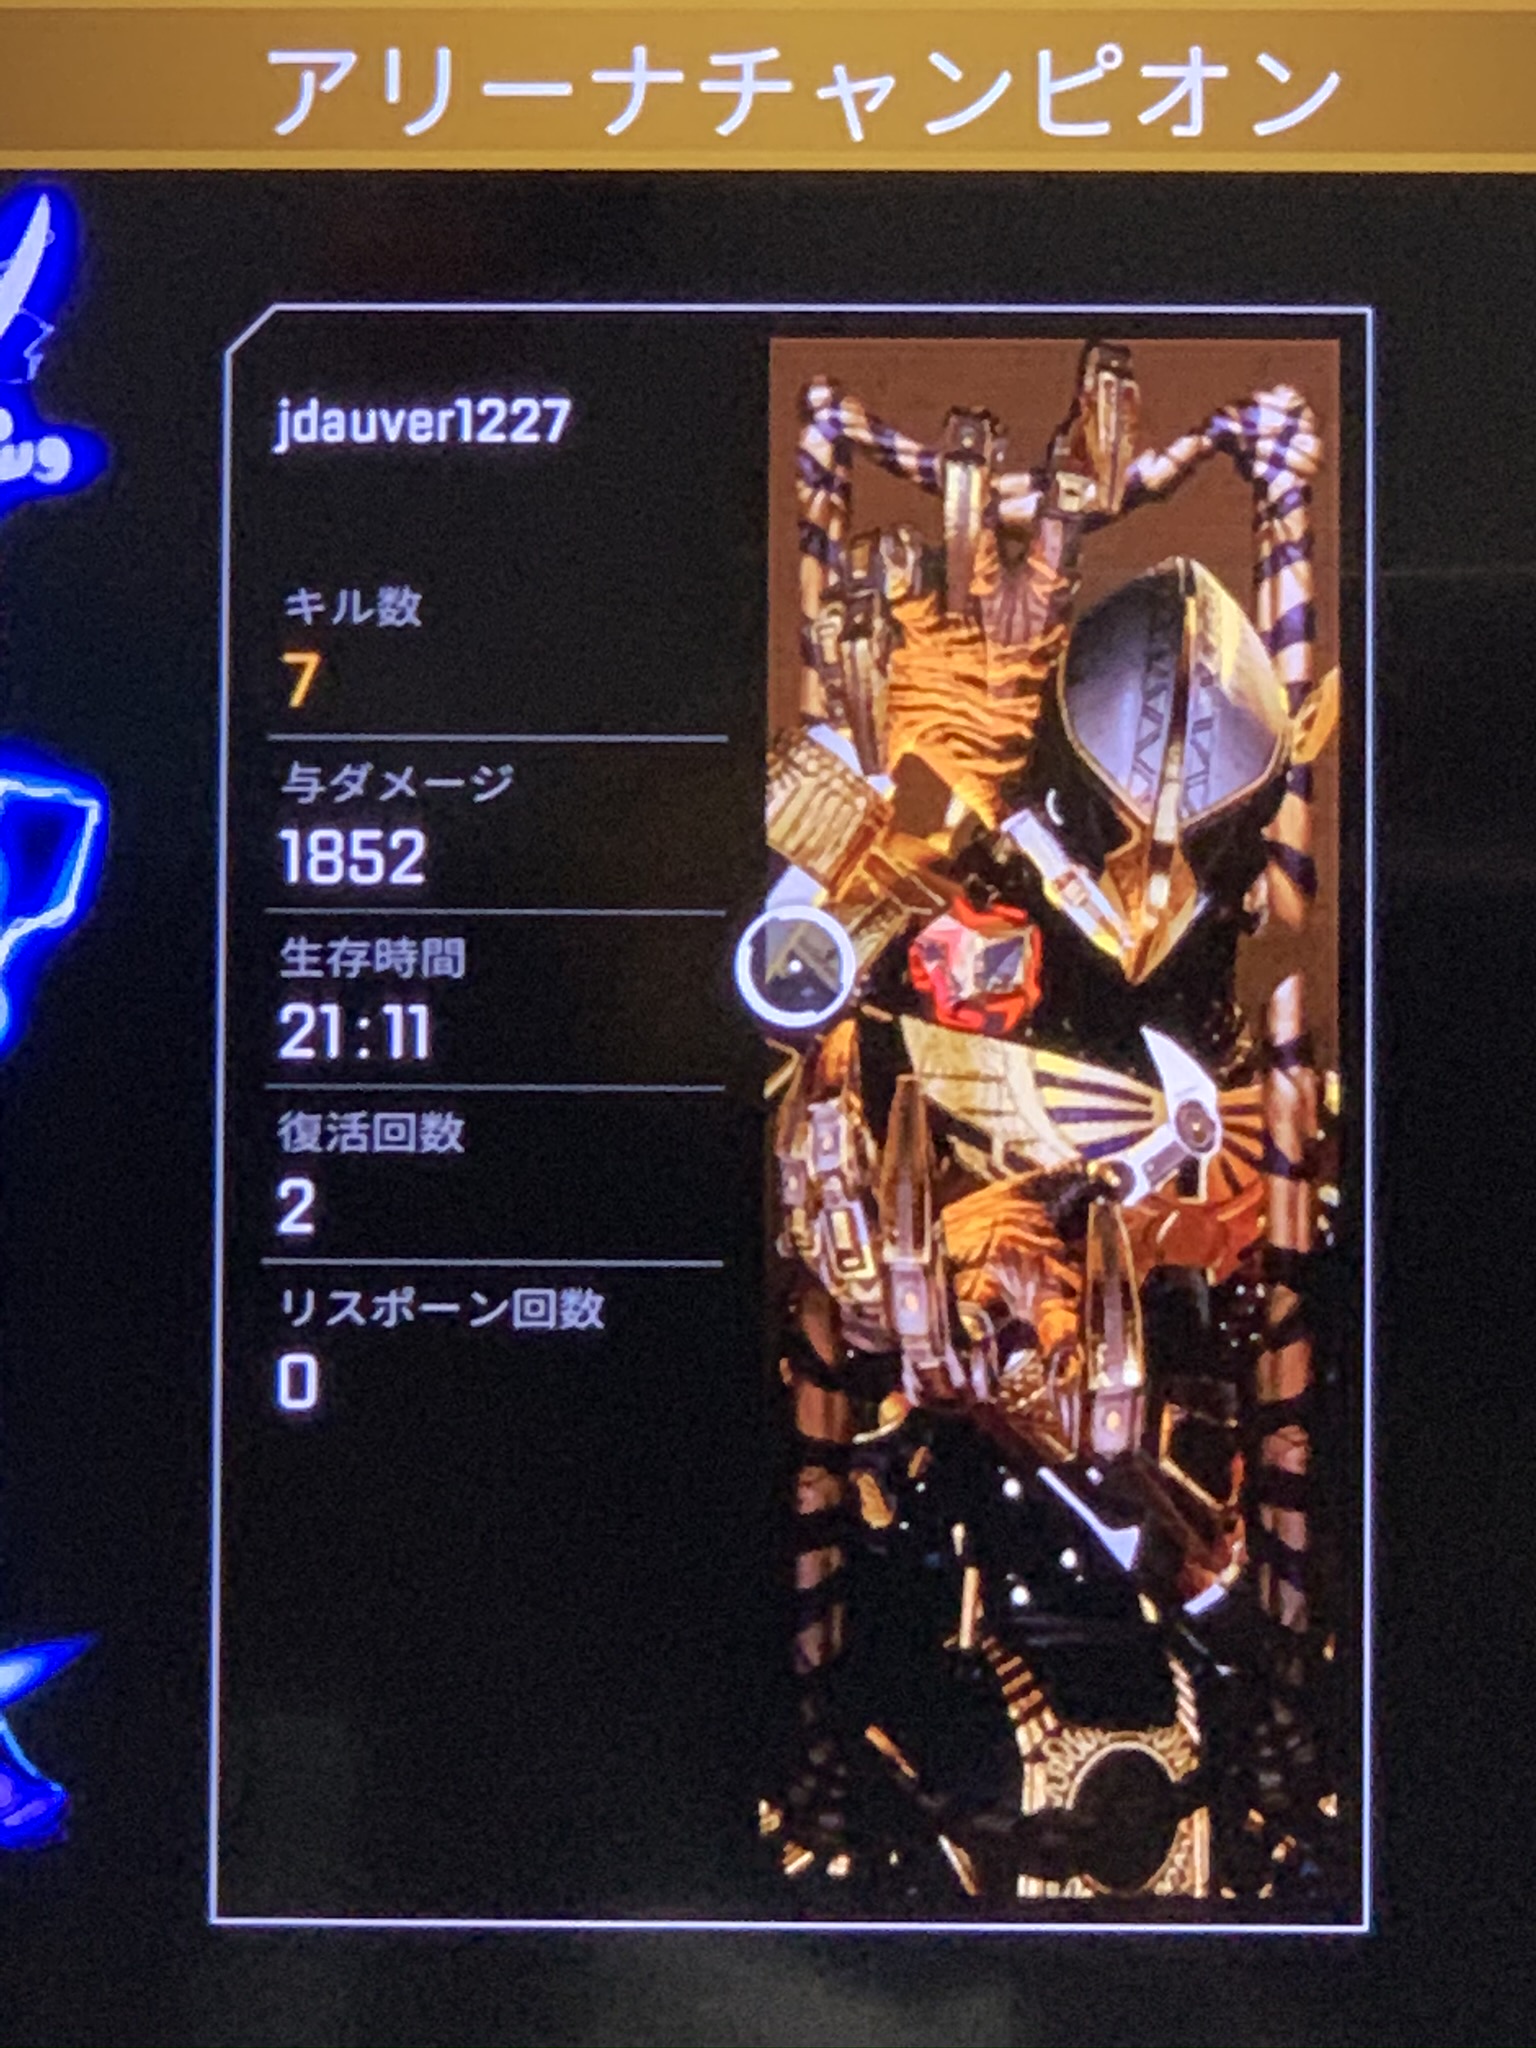 アリーナチャンピオン
jdauver1227
キル数
7
与ダメージ
1852
生存時間
21:11
復活回数
2
リスポーン回数
0